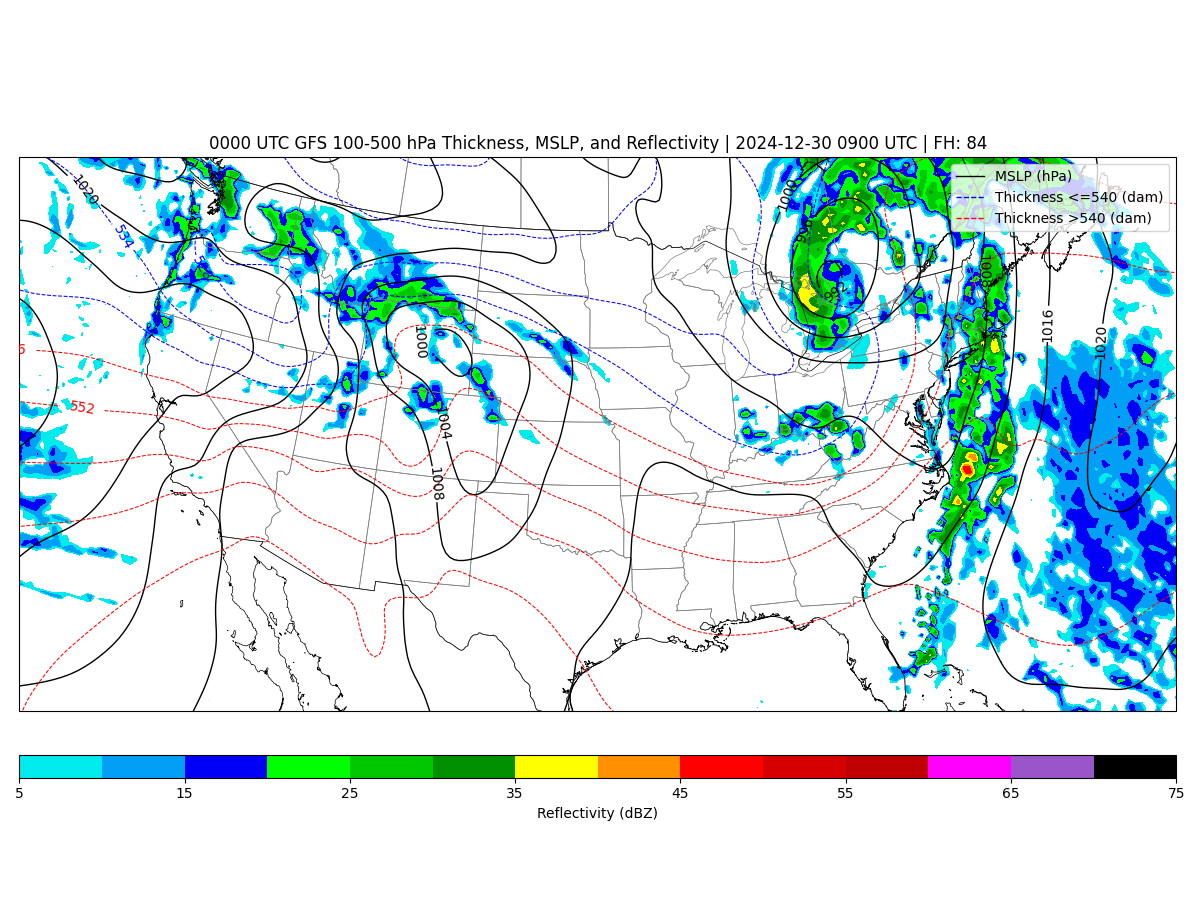 0000 UTC GFS 100-500 hPa Thickness, MSLP, and Reflectivity | 2024-12-30 0900 UTC | FH: 84
MSLP (hPa)
Thickness <=540 (dam)
Thickness >540 (dam)
1020
534
1000
992
1016
1020
1000
552
1004
1008
5 15 25 35 45 55 65 75
Reflectivity (dBZ)